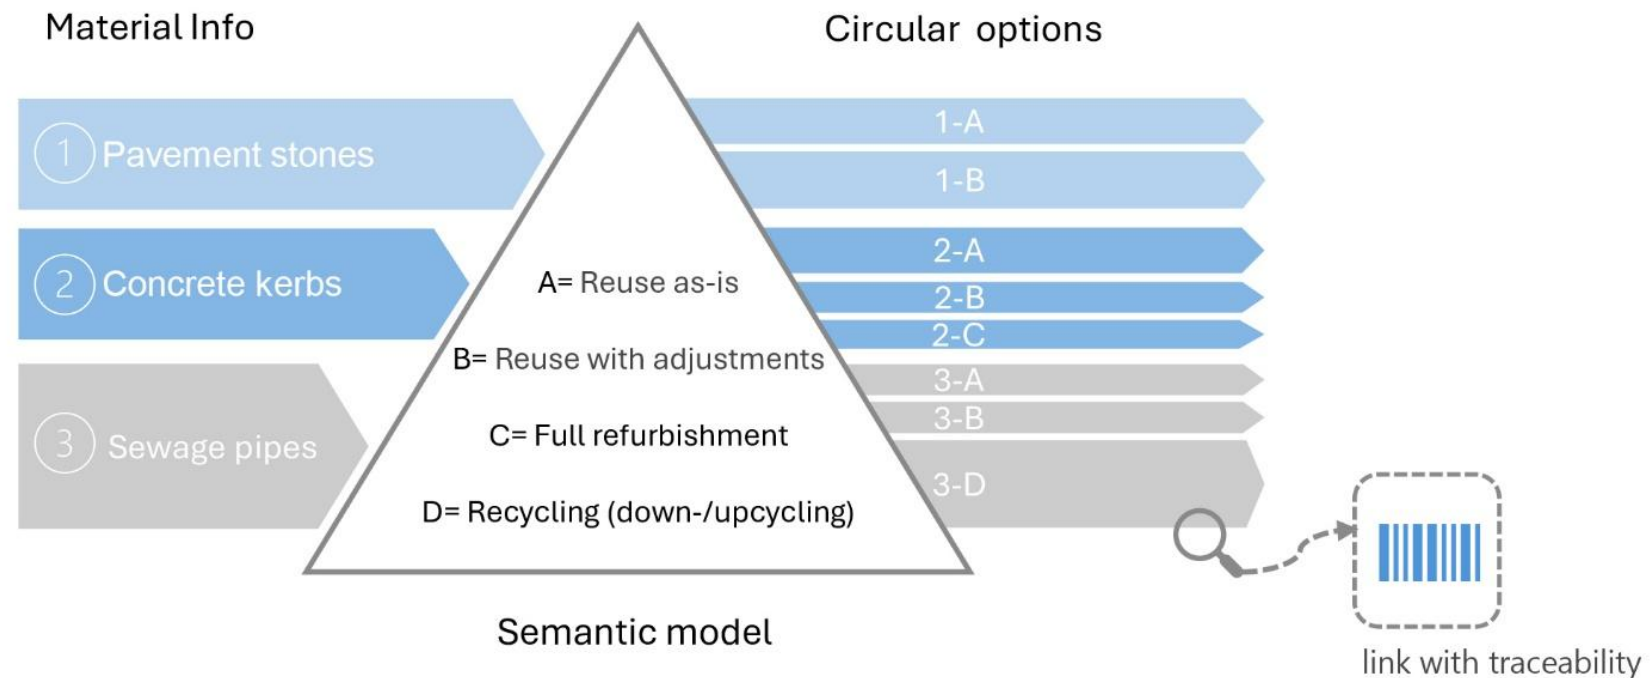 Material Info
Circular options
1 Pavement stones
2 Concrete kerbs
3 Sewage pipes
A= Reuse as-is
B= Reuse with adjustments
C= Full refurbishment
D= Recycling (down-/upcycling)
Semantic model
1-A
1-B
2-A
2-B
2-C
3-A
3-B
3-D
link with traceability